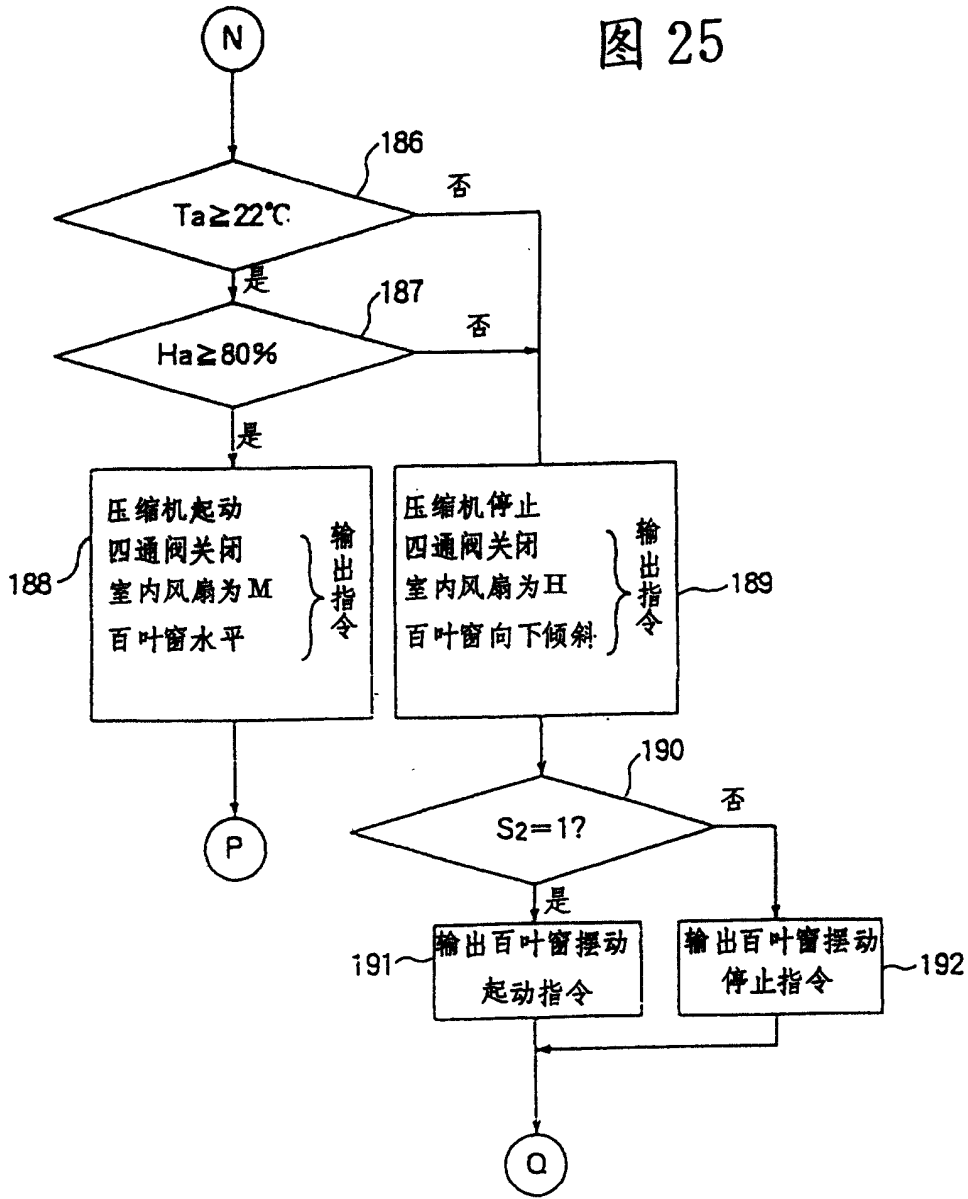 图 25
N
186
Ta≧22℃
否
是
187
Ha≧80%
否
是
188
压缩机起动
四通阀关闭
室内风扇为M
百叶窗水平
输出指令
压缩机停止
四通阀关闭
室内风扇为H
百叶窗向下倾斜
输出指令
189
P
190
S2=1?
否
是
191
输出百叶窗摆动
起动指令
输出百叶窗摆动
停止指令
192
Q